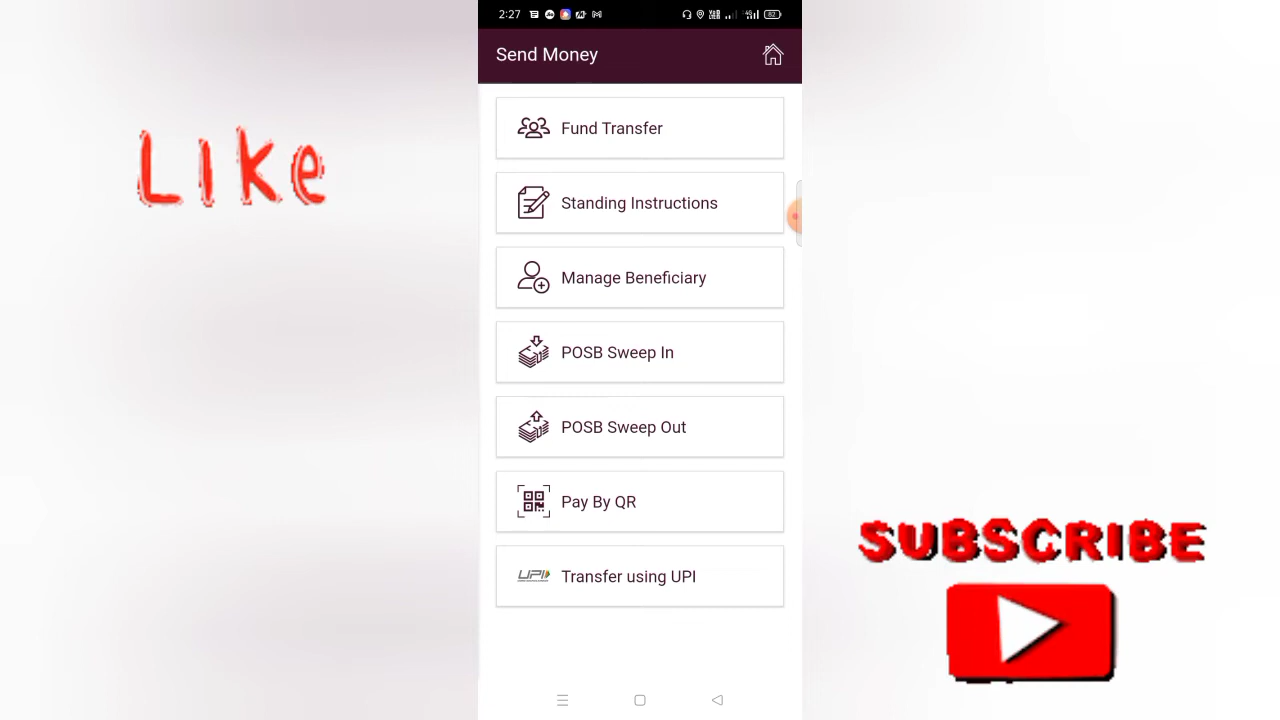 Like
2:27
82
Send Money
Fund Transfer
Standing Instructions
Manage Beneficiary
POSB Sweep In
POSB Sweep Out
Pay By QR
UPI Transfer using UPI
SUBSCRIBE